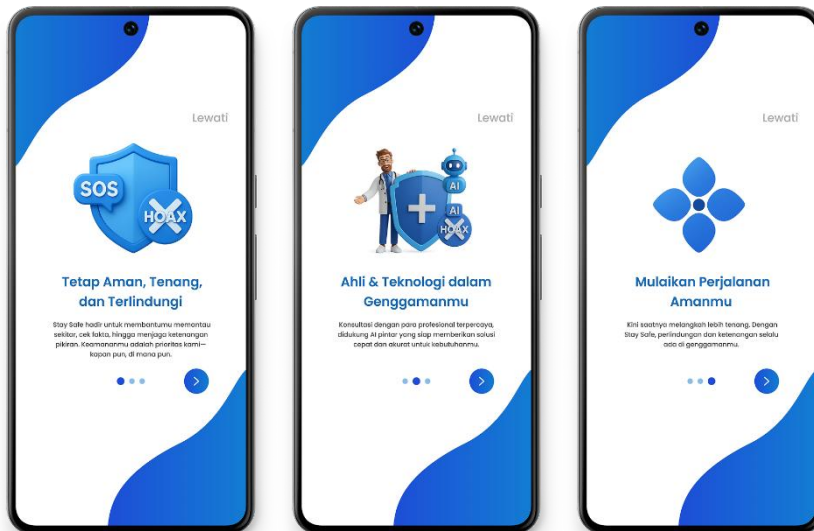 Lewati
SOS
HOAX
Tetap Aman, Tenang,
dan Terlindungi
Stay Safe hadir untuk membantumu memantau
sekitar, cek fakta, hingga menjaga ketenangan
pikiran. Keamananmu adalah prioritas kami—
kapan pun, di mana pun.
Lewati
AI
AI
HOAX
Ahli & Teknologi dalam
Genggamanmu
Konsultasi dengan para profesional terpercaya,
didukung AI pintar yang siap memberikan solusi
cepat dan akurat untuk kebutuhanmu.
Lewati
Mulaikan Perjalanan
Amanmu
Kini saatnya melangkah lebih tenang. Dengan
Stay Safe, perlindungan dan ketenangan selalu
ada di genggamanmu.